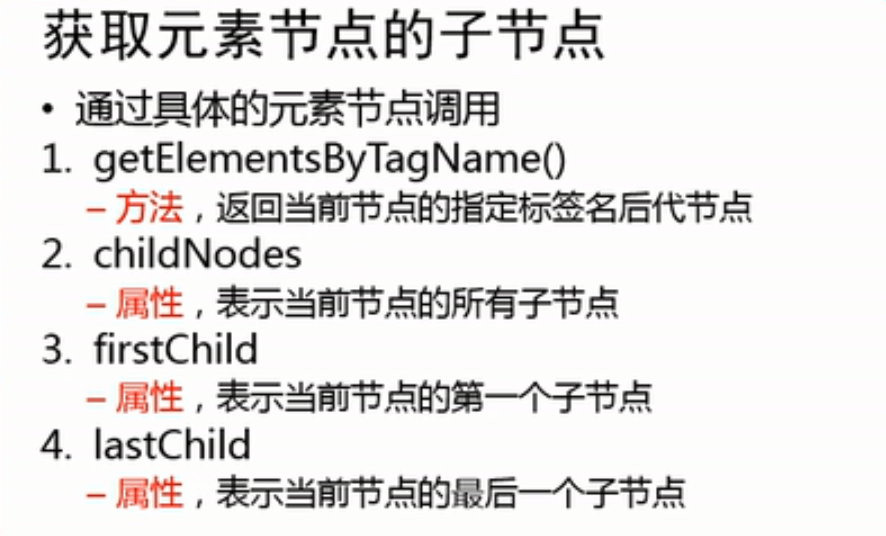 获取元素节点的子节点
• 通过具体的元素节点调用
1. getElementsByTagName()
– 方法，返回当前节点的指定标签名后代节点
2. childNodes
– 属性，表示当前节点的所有子节点
3. firstChild
– 属性，表示当前节点的第一个子节点
4. lastChild
– 属性，表示当前节点的最后一个子节点